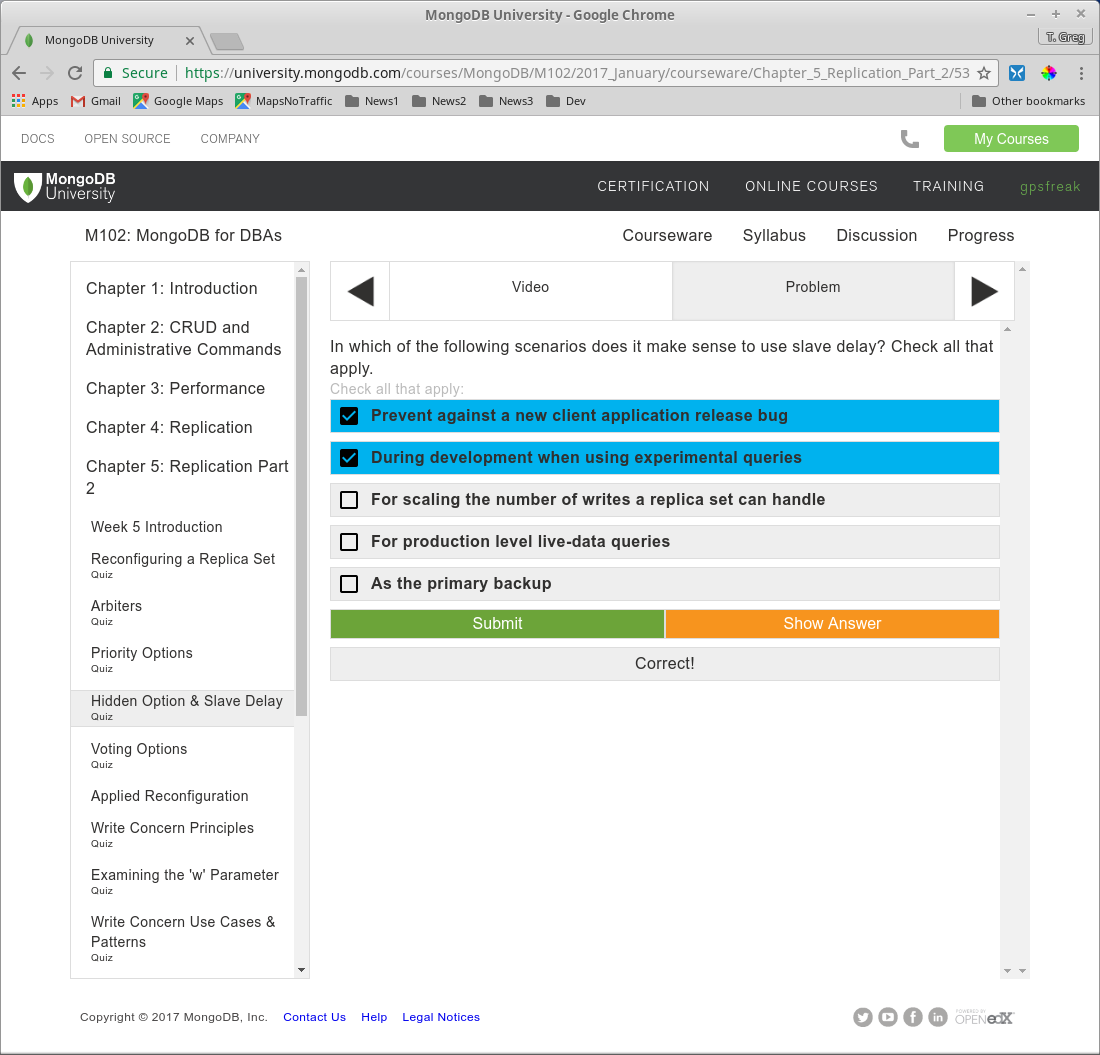 MongoDB University - Google Chrome
MongoDB University
T. Greg
Secure https://university.mongodb.com/courses/MongoDB/M102/2017_January/courseware/Chapter_5_Replication_Part_2/53
Apps Gmail Google Maps MapsNoTraffic News1 News2 News3 Dev Other bookmarks
DOCS OPEN SOURCE COMPANY My Courses
MongoDB
University
CERTIFICATION ONLINE COURSES TRAINING gpsfreak
M102: MongoDB for DBAs Courseware Syllabus Discussion Progress
Chapter 1: Introduction
Chapter 2: CRUD and
Administrative Commands
Chapter 3: Performance
Chapter 4: Replication
Chapter 5: Replication Part
2
Week 5 Introduction
Reconfiguring a Replica Set
Quiz
Arbiters
Quiz
Priority Options
Quiz
Hidden Option & Slave Delay
Quiz
Voting Options
Quiz
Applied Reconfiguration
Write Concern Principles
Quiz
Examining the 'w' Parameter
Quiz
Write Concern Use Cases &
Patterns
Quiz
Video Problem
In which of the following scenarios does it make sense to use slave delay? Check all that
apply.
Check all that apply:
Prevent against a new client application release bug
During development when using experimental queries
For scaling the number of writes a replica set can handle
For production level live-data queries
As the primary backup
Submit Show Answer
Correct!
Copyright © 2017 MongoDB, Inc. Contact Us Help Legal Notices
POWERED BY
OPEN edX